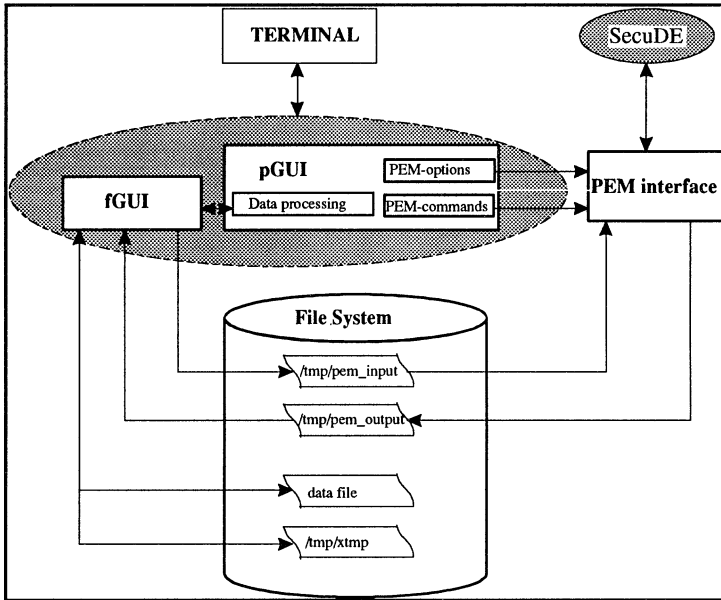 TERMINAL
SecuDE
pGUI
PEM-options
PEM interface
fGUI
Data processing
PEM-commands
File System
/tmp/pem_input
/tmp/pem_output
data file
/tmp/xtmp